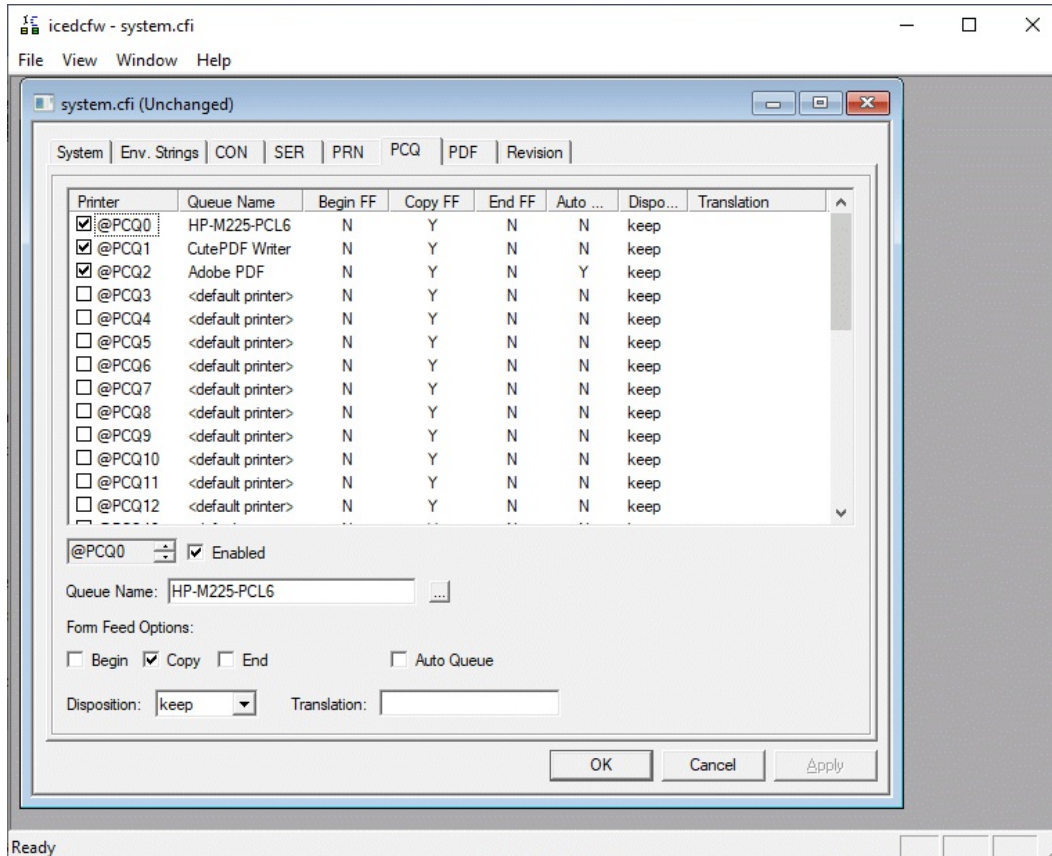 icedcfw - system.cfi
File View Window Help
system.cfi (Unchanged)
System Env. Strings CON SER PRN PCQ PDF Revision
Printer Queue Name Begin FF Copy FF End FF Auto ... Dispo... Translation
@PCQ0 HP-M225-PCL6 N Y N N keep
@PCQ1 CutePDF Writer N Y N N keep
@PCQ2 Adobe PDF N Y N Y keep
@PCQ3 <default printer> N Y N N keep
@PCQ4 <default printer> N Y N N keep
@PCQ5 <default printer> N Y N N keep
@PCQ6 <default printer> N Y N N keep
@PCQ7 <default printer> N Y N N keep
@PCQ8 <default printer> N Y N N keep
@PCQ9 <default printer> N Y N N keep
@PCQ10 <default printer> N Y N N keep
@PCQ11 <default printer> N Y N N keep
@PCQ12 <default printer> N Y N N keep
@PCQ0 Enabled
Queue Name: HP-M225-PCL6 ...
Form Feed Options:
Begin Copy End Auto Queue
Disposition: keep Translation:
OK Cancel Apply
Ready